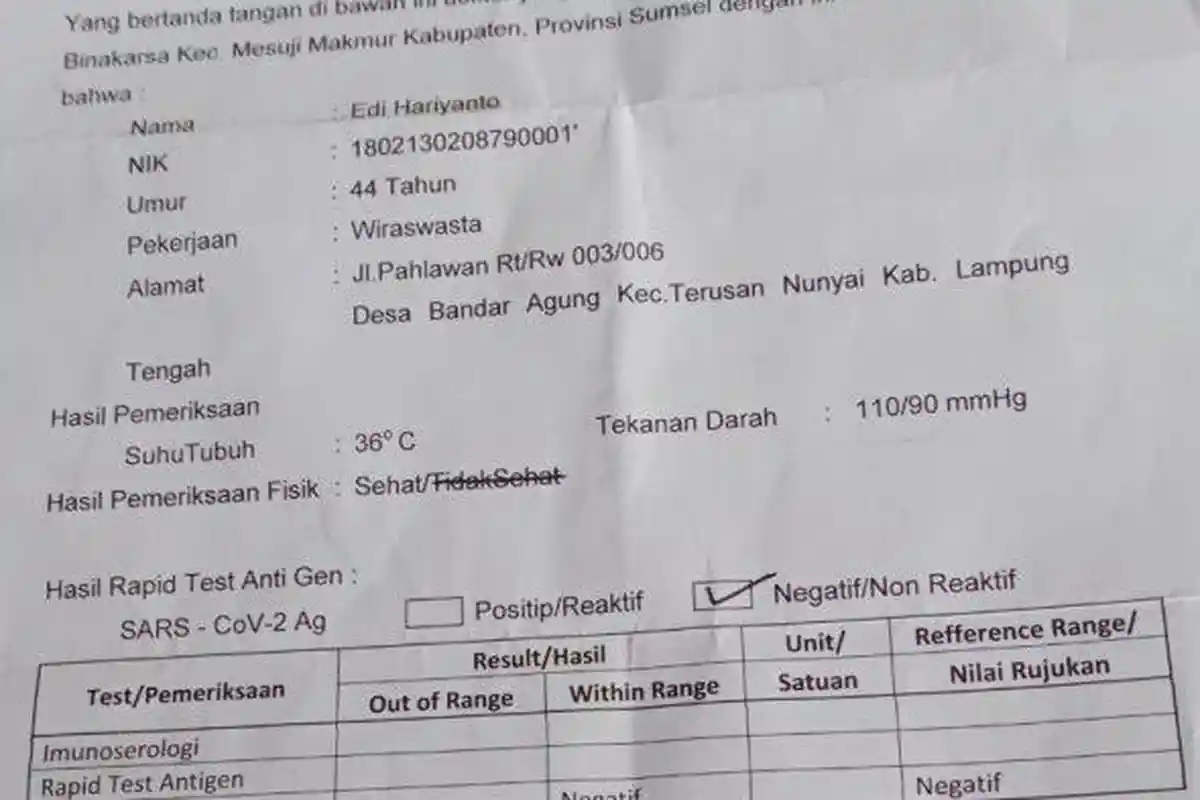 Yang bertanda tangan di bawah ini
Binakarsa Kec. Mesuji Makmur Kabupaten, Provinsi Sumsel dengan
bahwa :
Nama : Edi Hariyanto
NIK : 1802130208790001'
Umur : 44 Tahun
Pekerjaan : Wiraswasta
Alamat : Jl.Pahlawan Rt/Rw 003/006
Desa Bandar Agung Kec.Terusan Nunyai Kab. Lampung
Tengah
Hasil Pemeriksaan
SuhuTubuh : 36° C Tekanan Darah : 110/90 mmHg
Hasil Pemeriksaan Fisik : Sehat/TidakSehat
Hasil Rapid Test Anti Gen :
SARS - CoV-2 Ag Positip/Reaktif Negatif/Non Reaktif
Test/Pemeriksaan Result/Hasil Unit/ Refference Range/
Out of Range Within Range Satuan Nilai Rujukan
Imunoserologi
Rapid Test Antigen Negatif Negatif